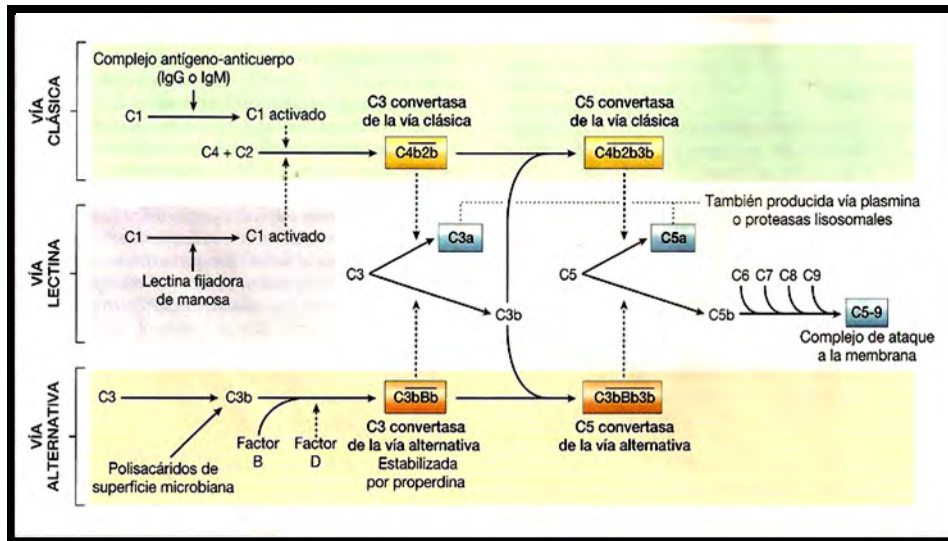 VÍA
CLÁSICA
Complejo antígeno-anticuerpo
(IgG o IgM)
C1
C1 activado
C4 + C2
C3 convertasa
de la vía clásica
C4b2b
C5 convertasa
de la vía clásica
C4b2b3b
VÍA
LECTINA
C1
C1 activado
Lectina fijadora
de manosa
C3
C3a
C3b
C5
C5a
También producida vía plasmina
o proteasas lisosomales
C5b
C6 C7 C8 C9
C5-9
Complejo de ataque
a la membrana
VÍA
ALTERNATIVA
C3
C3b
Polisacáridos de
superficie microbiana
Factor
B
Factor
D
C3bBb
C3 convertasa
de la vía alternativa
Estabilizada
por properdina
C3bBb3b
C5 convertasa
de la vía alternativa